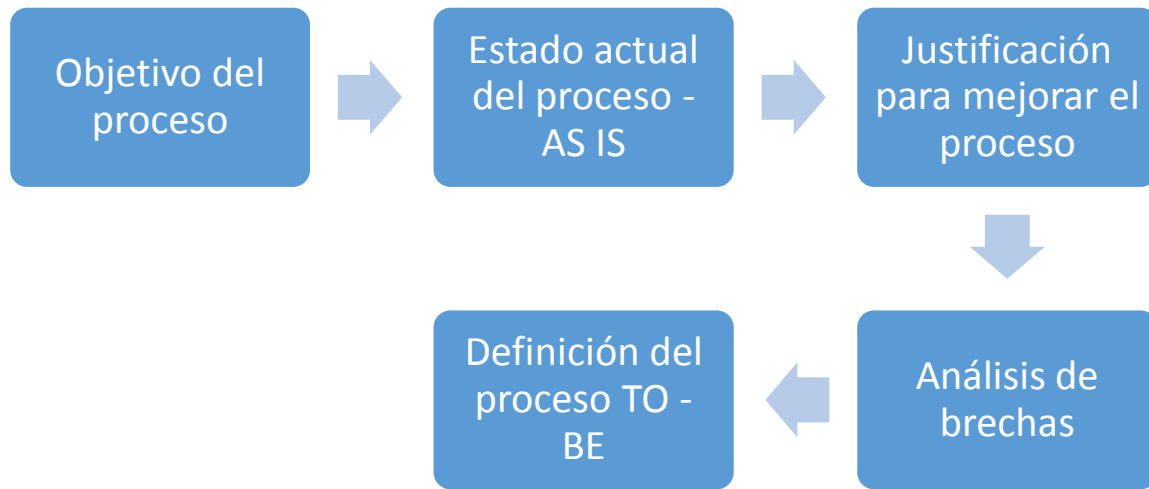 Objetivo del
proceso
Estado actual
del proceso -
AS IS
Justificación
para mejorar el
proceso
Análisis de
brechas
Definición del
proceso TO -
BE